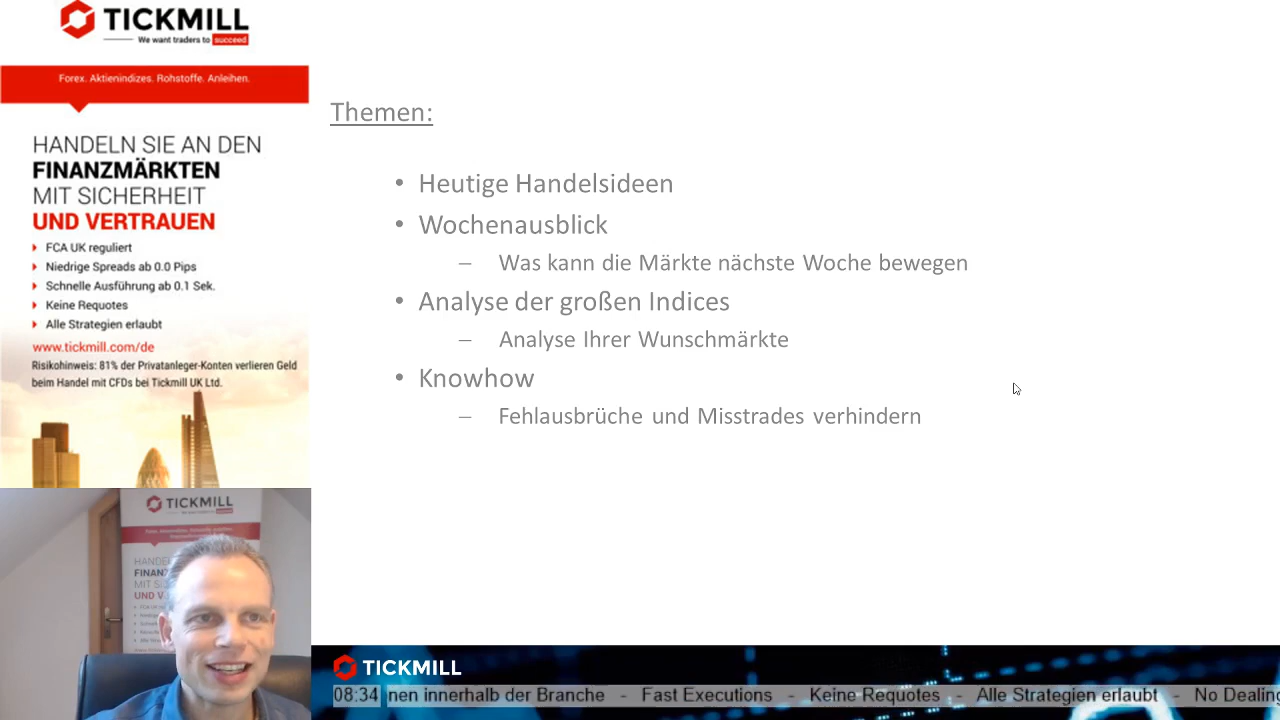 TICKMILL
We want traders to succeed
Forex. Aktienindizes. Rohstoffe. Anleihen.
HANDELN SIE AN DEN
FINANZMÄRKTEN
MIT SICHERHEIT
UND VERTRAUEN
FCA UK reguliert
Niedrige Spreads ab 0.0 Pips
Schnelle Ausführung ab 0.1 Sek.
Keine Requotes
Alle Strategien erlaubt
www.tickmill.com/de
Risikohinweis: 81% der Privatanleger-Konten verlieren Geld
beim Handel mit CFDs bei Tickmill UK Ltd.
Themen:
• Heutige Handelsideen
• Wochenausblick
– Was kann die Märkte nächste Woche bewegen
• Analyse der großen Indices
– Analyse Ihrer Wunschmärkte
• Knowhow
– Fehlausbrüche und Misstrades verhindern
TICKMILL
HANDE
FINAN
MIT S
UND V
TICKMILL
08:34 nen innerhalb der Branche - Fast Executions - Keine Requotes - Alle Strategien erlaubt - No Dealing